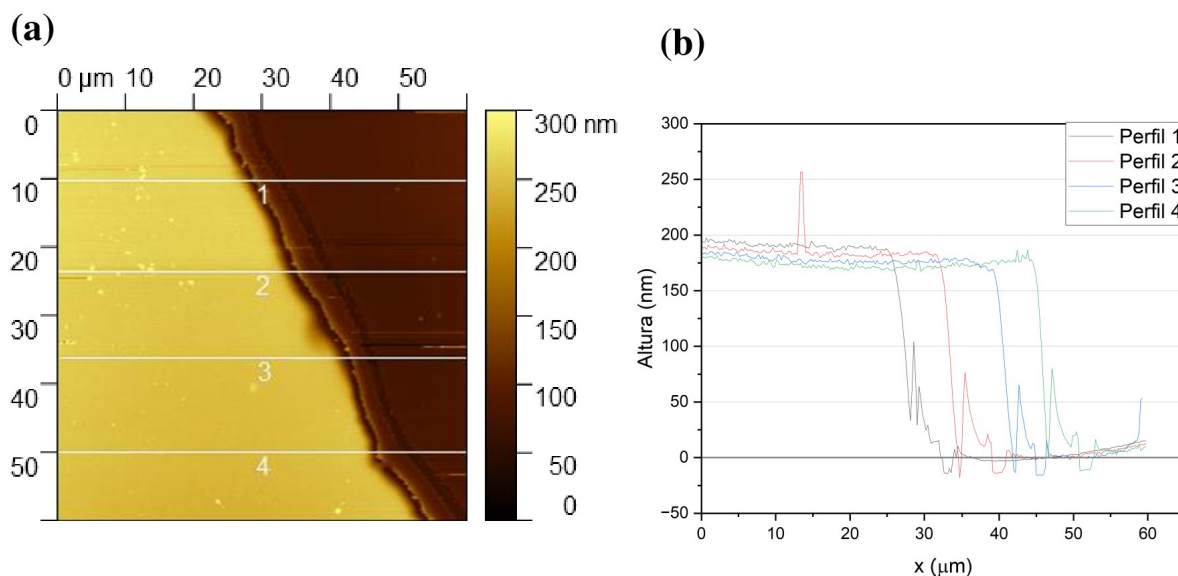 (a)
0 µm 10 20 30 40 50
0
10
20
30
40
50
1
2
3
4
300 nm
250
200
150
100
50
0
(b)
300
250
200
150
100
50
0
-50
Altura (nm)
0 10 20 30 40 50 60
x (µm)
Perfil 1
Perfil 2
Perfil 3
Perfil 4